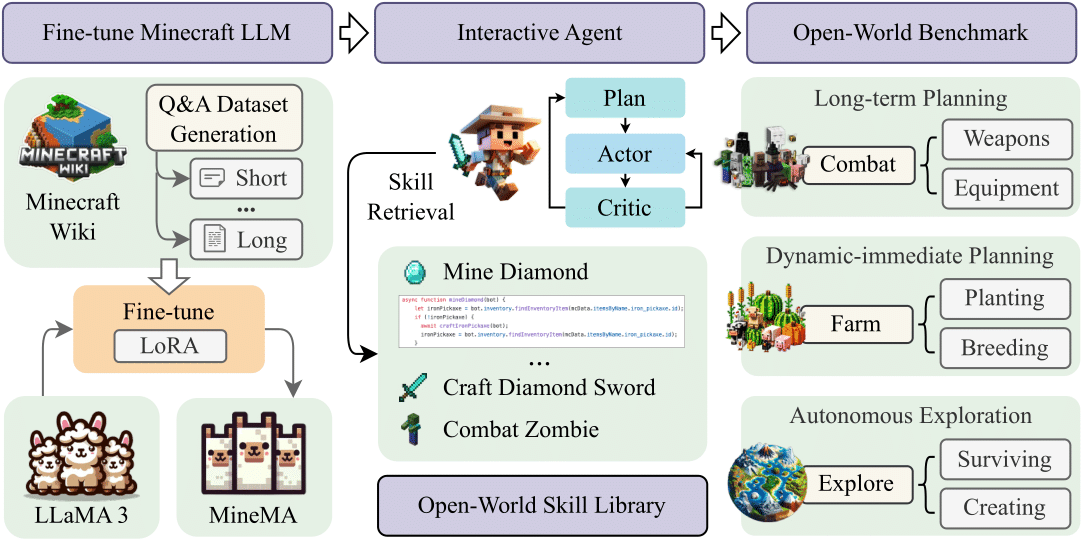 Fine-tune Minecraft LLM
Interactive Agent
Open-World Benchmark
MINECRAFT
WIKI
Minecraft
Wiki
Q&A Dataset
Generation
Short
...
Long
Fine-tune
LoRA
LLaMA 3
MineMA
Plan
Actor
Critic
Skill
Retrieval
Mine Diamond
async function mineDiamond(bot) {
let ironPickaxe = bot.inventory.findInventoryItem(mcData.itemsByName.iron_pickaxe.id);
if (!ironPickaxe) {
await craftIronPickaxe(bot);
ironPickaxe = bot.inventory.findInventoryItem(mcData.itemsByName.iron_pickaxe.id);
}
...
Craft Diamond Sword
Combat Zombie
Open-World Skill Library
Long-term Planning
Combat
Weapons
Equipment
Dynamic-immediate Planning
Farm
Planting
Breeding
Autonomous Exploration
Explore
Surviving
Creating